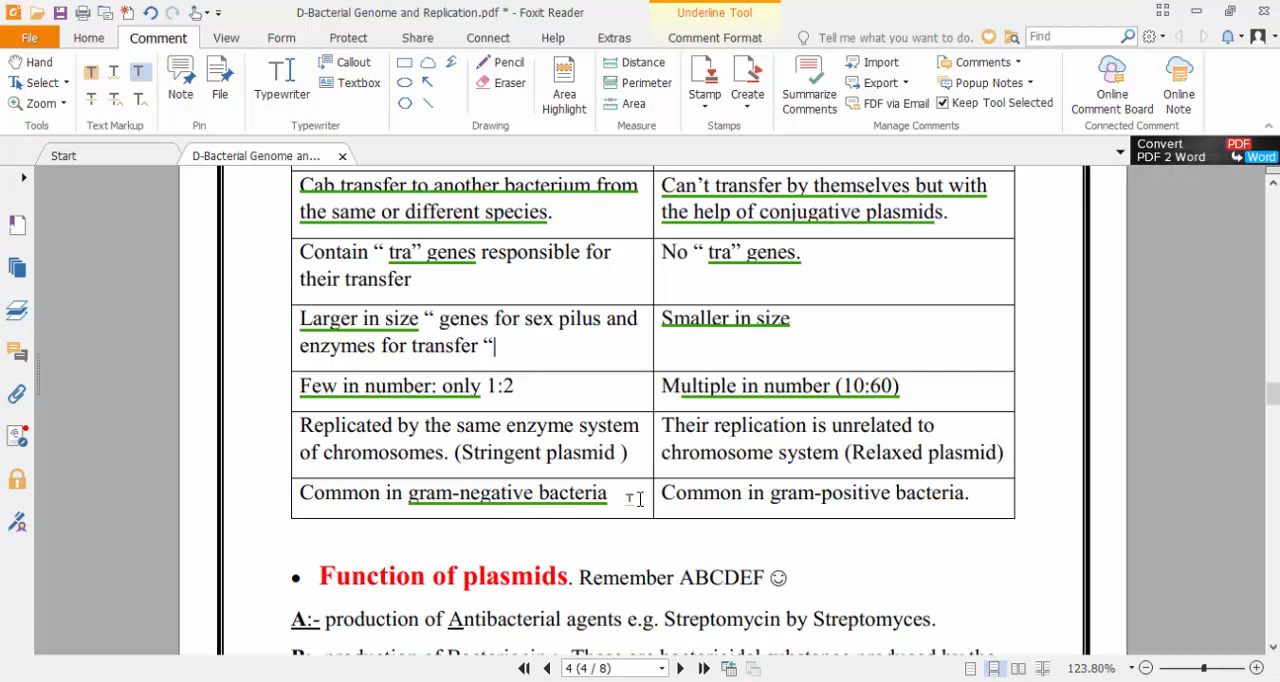 D-Bacterial Genome and Replication.pdf * - Foxit Reader
Underline Tool
File Home Comment View Form Protect Share Connect Help Extras Comment Format Tell me what you want to do. Find
Hand
Select
Zoom
Tools
Text Markup
Note
File
Pin
Typewriter
Callout
Textbox
Typewriter
Pencil
Eraser
Drawing
Area
Highlight
Distance
Perimeter
Area
Measure
Stamp
Create
Stamps
Summarize
Comments
Import
Export
FDF via Email
Comments
Popup Notes
Keep Tool Selected
Manage Comments
Online
Comment Board
Online
Note
Connected Comment
Start
D-Bacterial Genome an...
Convert PDF
PDF 2 Word Word
Cab transfer to another bacterium from
the same or different species.
Can’t transfer by themselves but with
the help of conjugative plasmids.
Contain “ tra” genes responsible for
their transfer
No “ tra” genes.
Larger in size “ genes for sex pilus and
enzymes for transfer “
Smaller in size
Few in number: only 1:2
Multiple in number (10:60)
Replicated by the same enzyme system
of chromosomes. (Stringent plasmid )
Their replication is unrelated to
chromosome system (Relaxed plasmid)
Common in gram-negative bacteria
Common in gram-positive bacteria.
• Function of plasmids. Remember ABCDEF ☺
A:- production of Antibacterial agents e.g. Streptomycin by Streptomyces.
4 (4 / 8)
123.80%